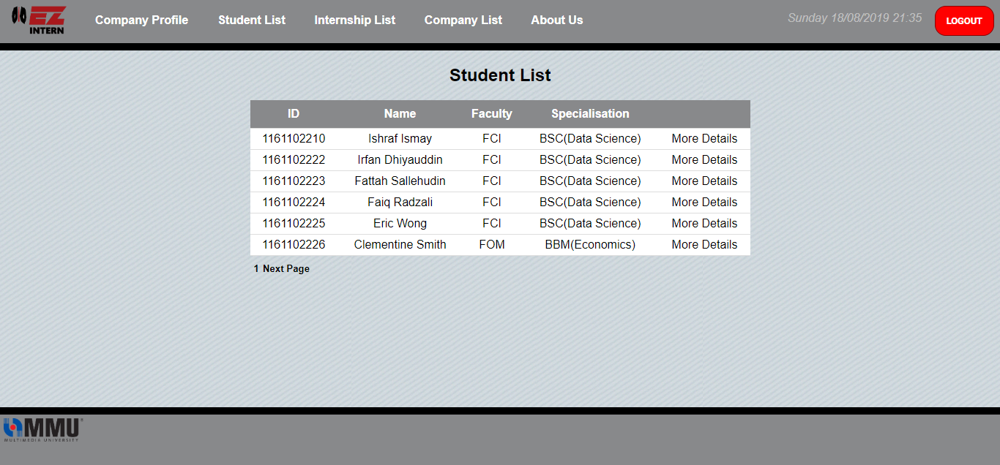 EZ INTERN
Company Profile Student List Internship List Company List About Us Sunday 18/08/2019 21:35 LOGOUT
Student List
ID Name Faculty Specialisation
1161102210 Ishraf Ismay FCI BSC(Data Science) More Details
1161102222 Irfan Dhiyauddin FCI BSC(Data Science) More Details
1161102223 Fattah Sallehudin FCI BSC(Data Science) More Details
1161102224 Faiq Radzali FCI BSC(Data Science) More Details
1161102225 Eric Wong FCI BSC(Data Science) More Details
1161102226 Clementine Smith FOM BBM(Economics) More Details
1 Next Page
MMU
MULTIMEDIA UNIVERSITY